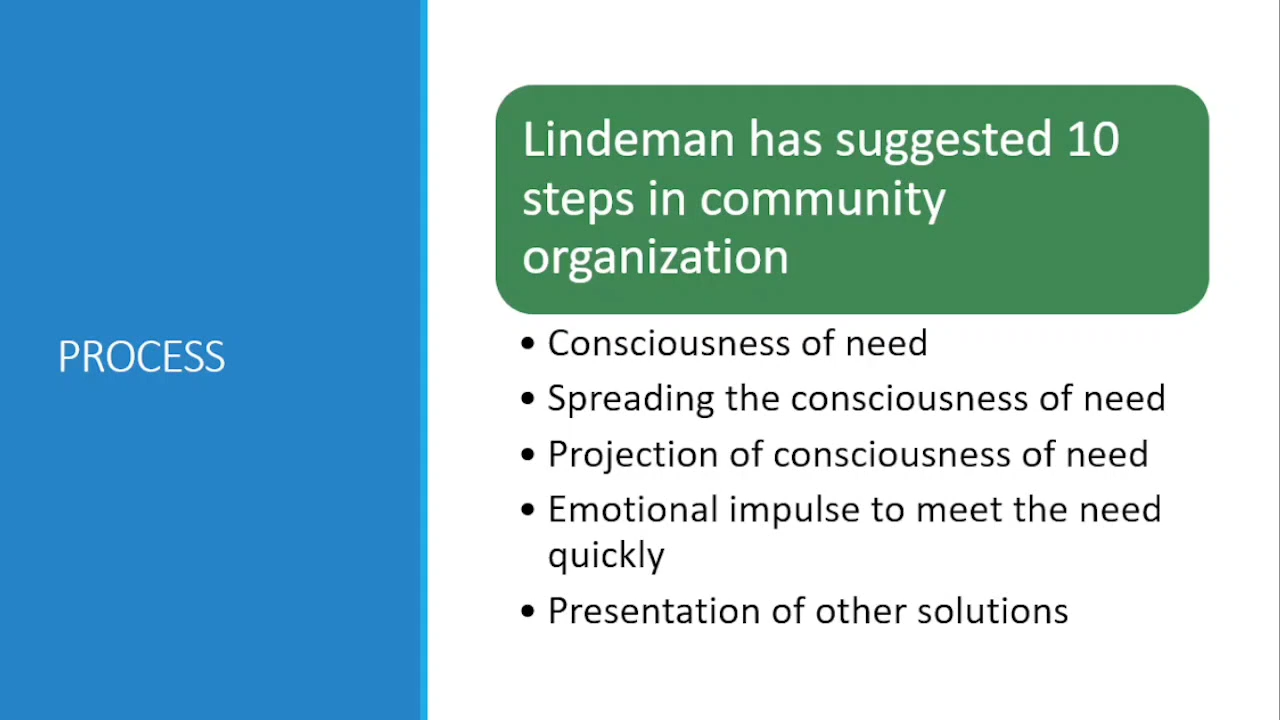 PROCESS
Lindeman has suggested 10
steps in community
organization
• Consciousness of need
• Spreading the consciousness of need
• Projection of consciousness of need
• Emotional impulse to meet the need
quickly
• Presentation of other solutions